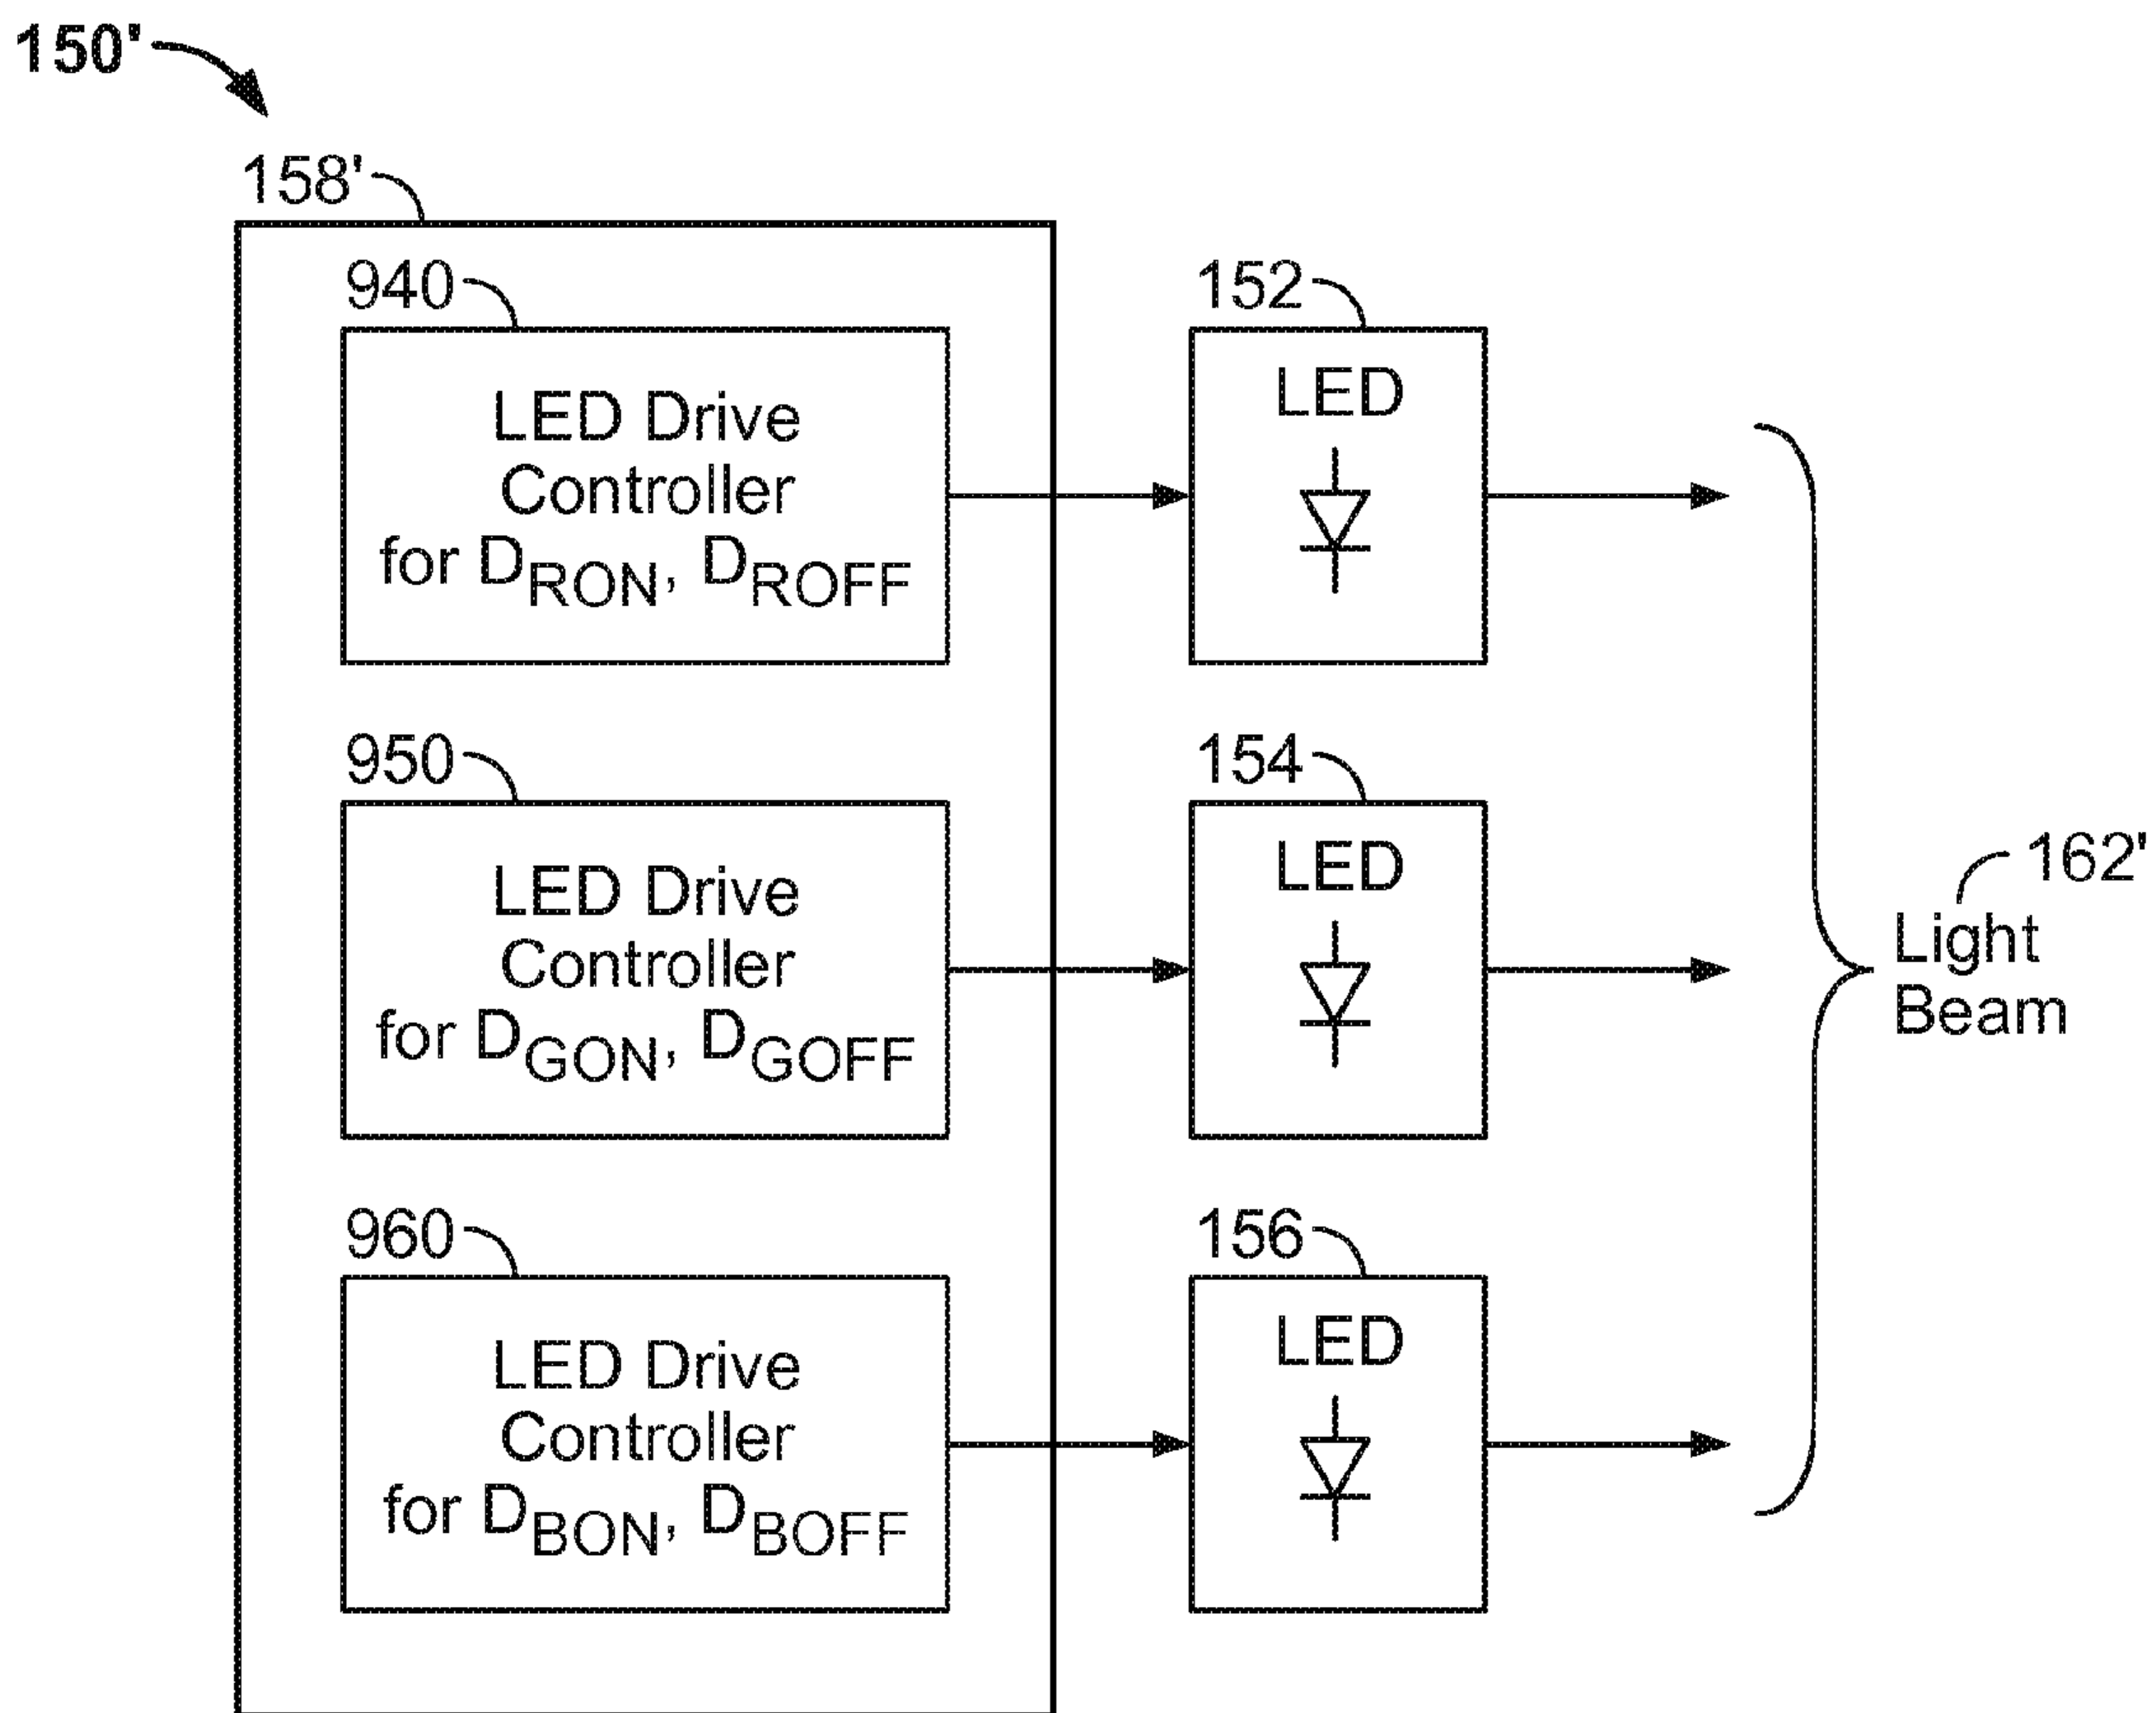 150'
158'
940
LED Drive
Controller
for DRON, DROFF
152
LED
950
LED Drive
Controller
for DGON, DGOFF
154
LED
162'
Light
Beam
960
LED Drive
Controller
for DBON, DBOFF
156
LED